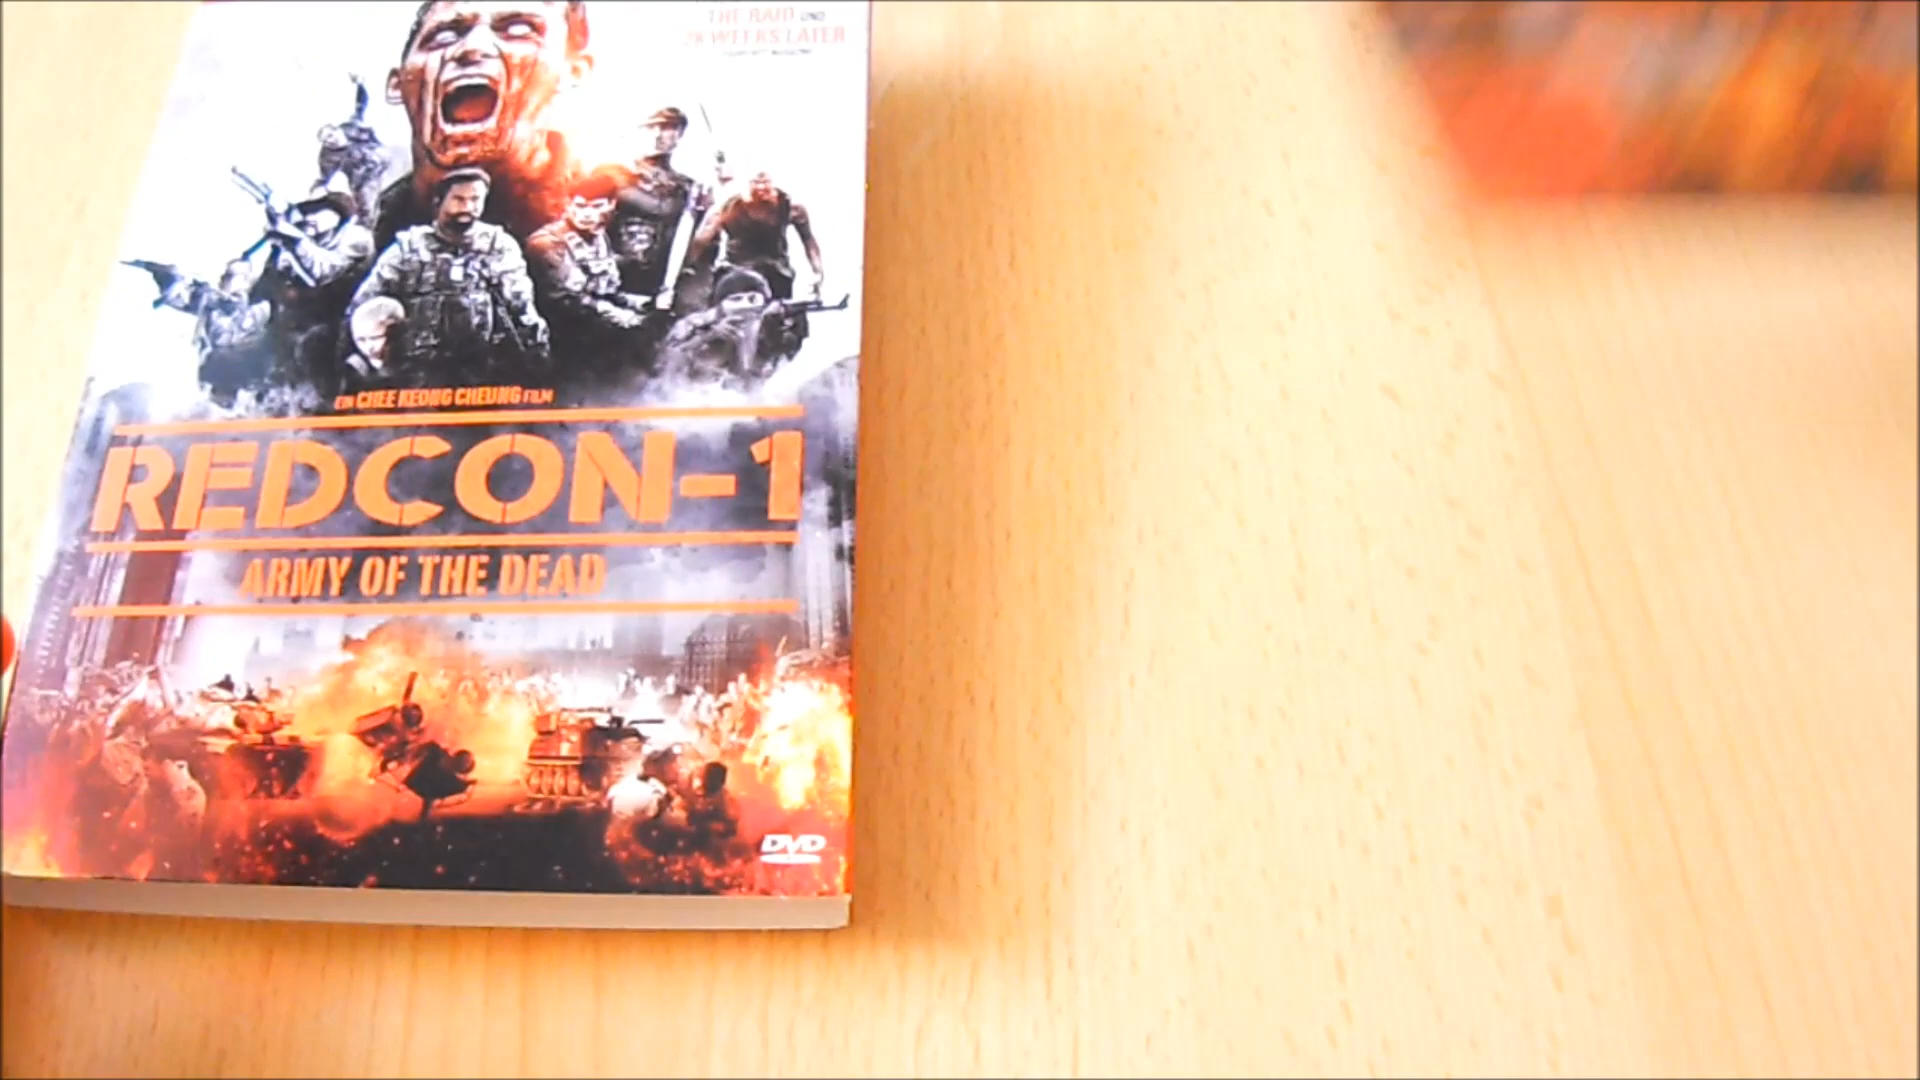 THE RAID UND
28 WEEKS LATER
EIN CHEE KEONG CHEUNG FILM
REDCON-1
ARMY OF THE DEAD
DVD